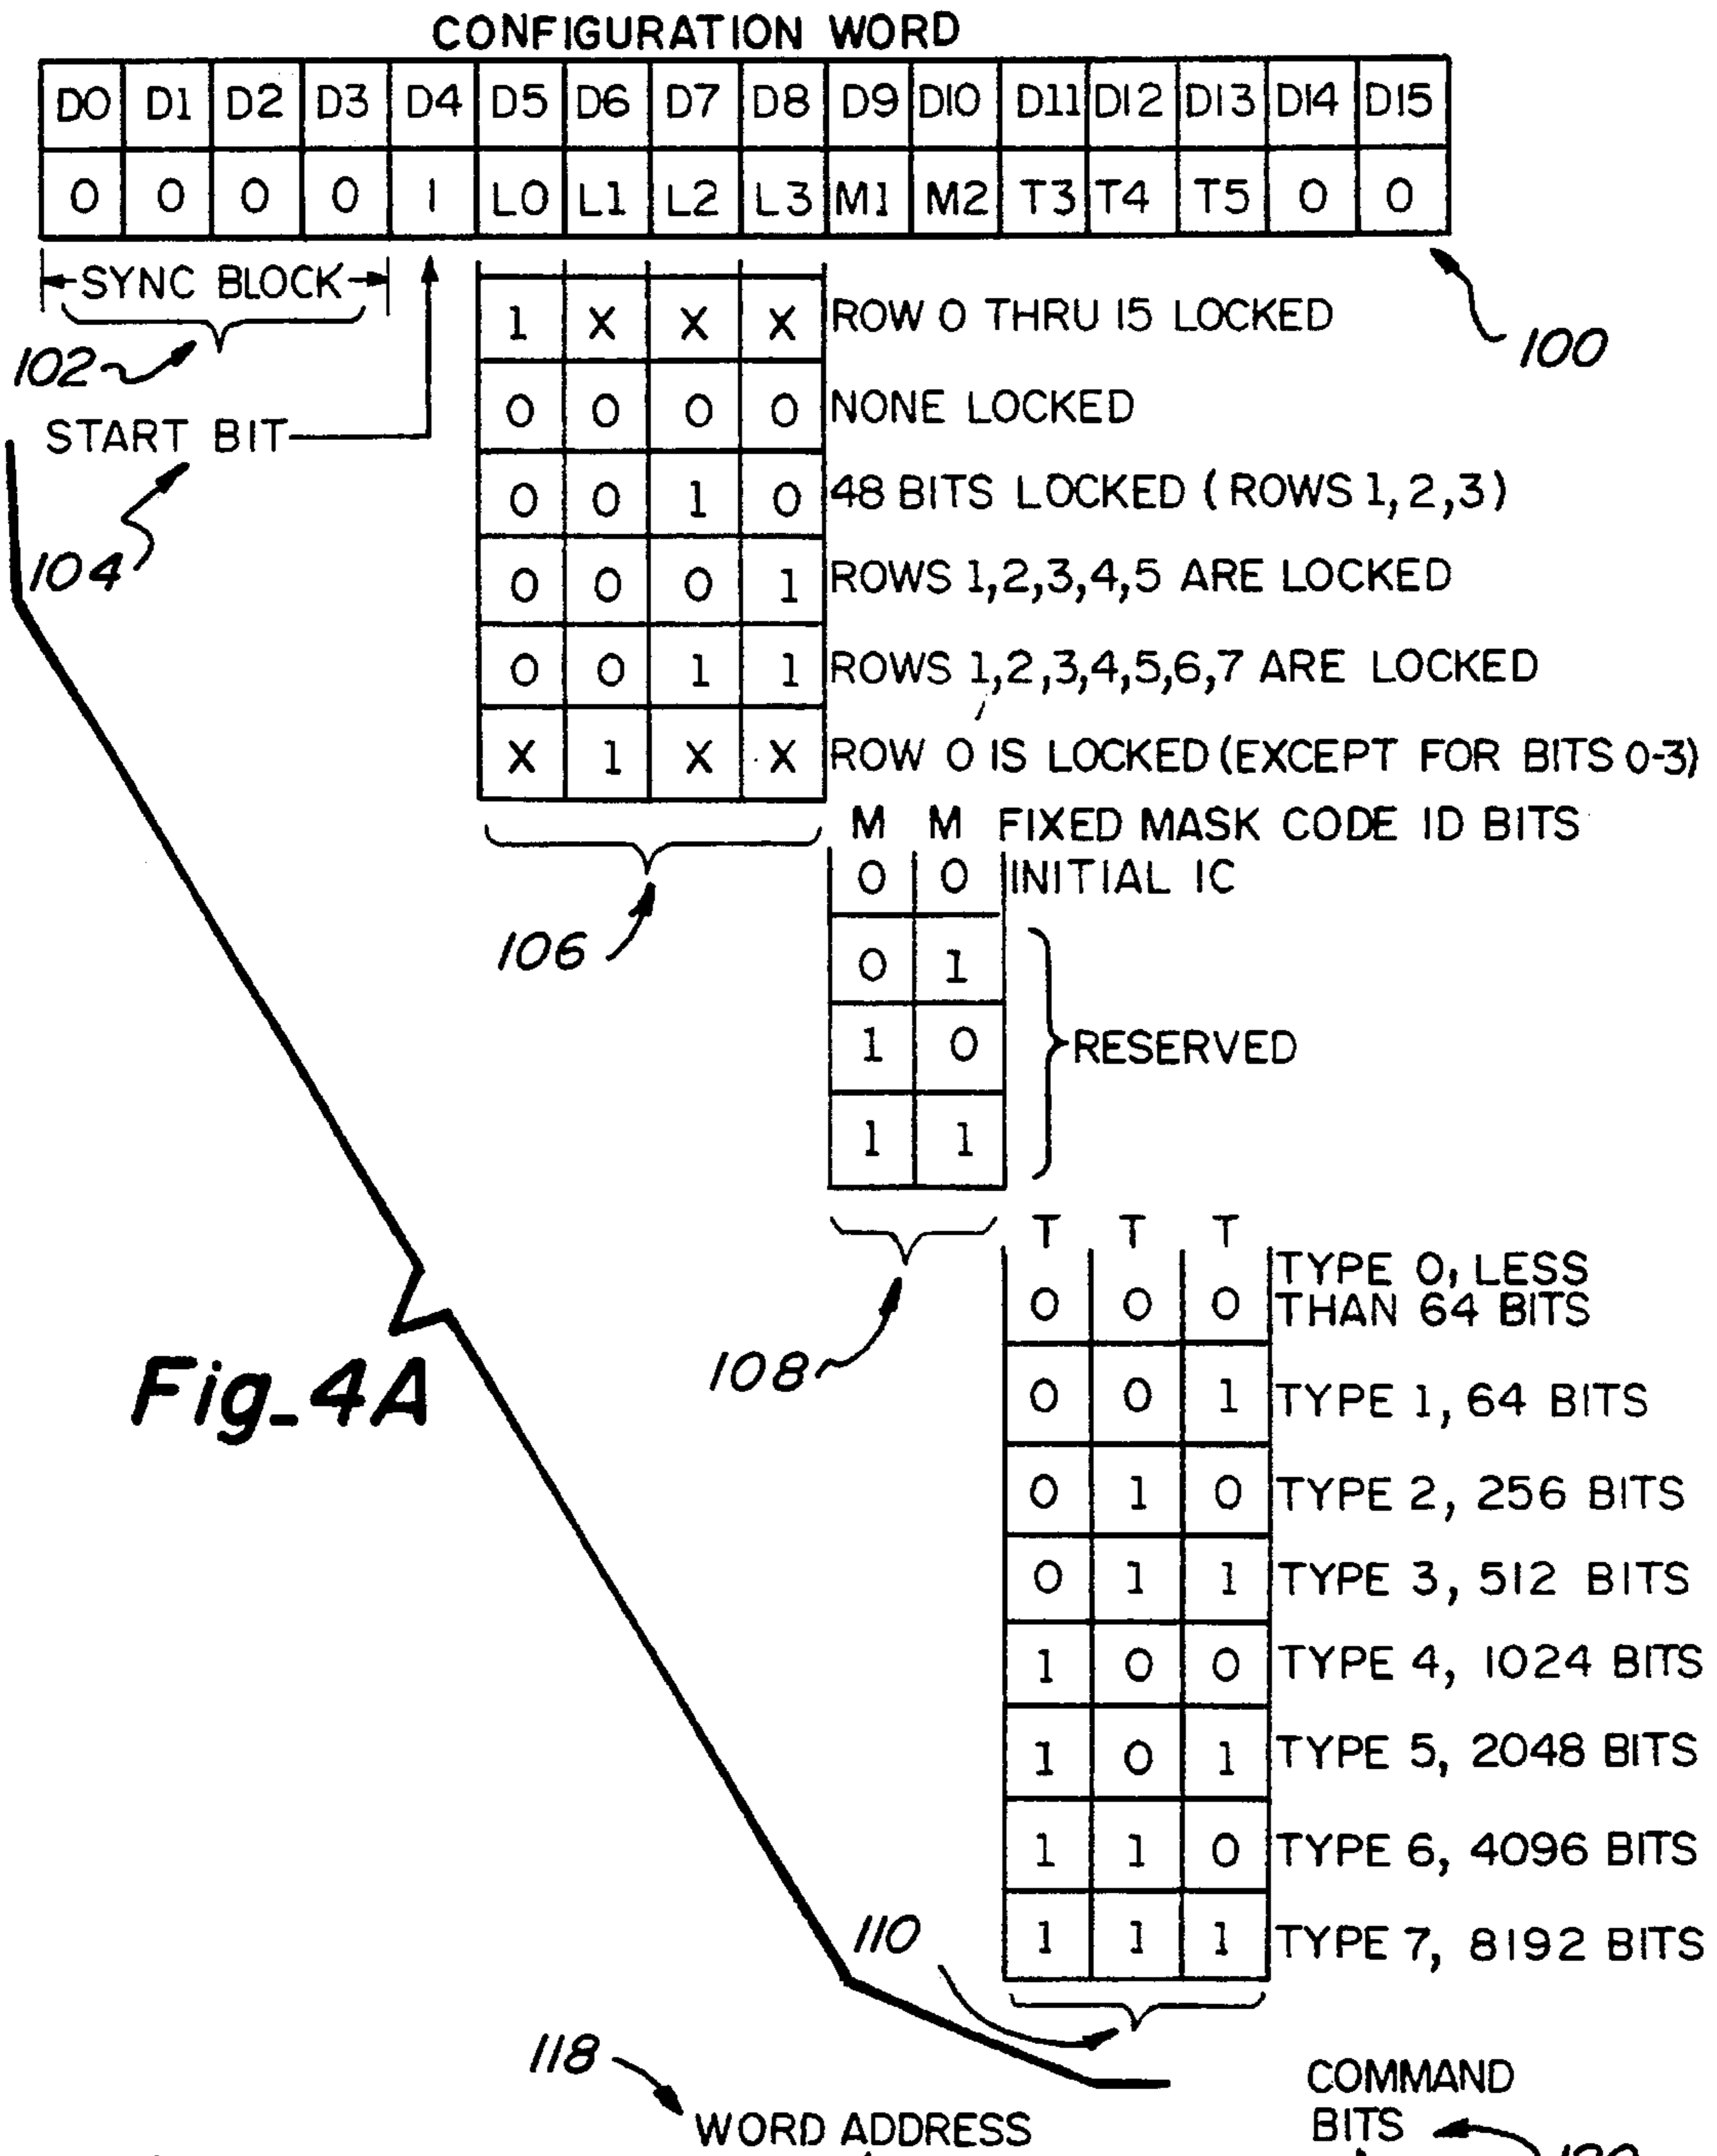 CONFIGURATION WORD
D0 D1 D2 D3 D4 D5 D6 D7 D8 D9 D10 D11 D12 D13 D14 D15
0 0 0 0 1 L0 L1 L2 L3 M1 M2 T3 T4 T5 0 0
SYNC BLOCK
102
START BIT
104
100
1 X X X ROW 0 THRU 15 LOCKED
0 0 0 0 NONE LOCKED
0 0 1 0 48 BITS LOCKED (ROWS 1,2,3)
0 0 0 1 ROWS 1,2,3,4,5 ARE LOCKED
0 0 1 1 ROWS 1,2,3,4,5,6,7 ARE LOCKED
X 1 X X ROW 0 IS LOCKED (EXCEPT FOR BITS 0-3)
106
M M FIXED MASK CODE ID BITS
0 0 INITIAL IC
0 1
1 0 RESERVED
1 1
108
T T T
0 0 0 TYPE 0, LESS
THAN 64 BITS
0 0 1 TYPE 1, 64 BITS
0 1 0 TYPE 2, 256 BITS
0 1 1 TYPE 3, 512 BITS
1 0 0 TYPE 4, 1024 BITS
1 0 1 TYPE 5, 2048 BITS
1 1 0 TYPE 6, 4096 BITS
1 1 1 TYPE 7, 8192 BITS
110
Fig_4A
118
WORD ADDRESS
COMMAND
BITS